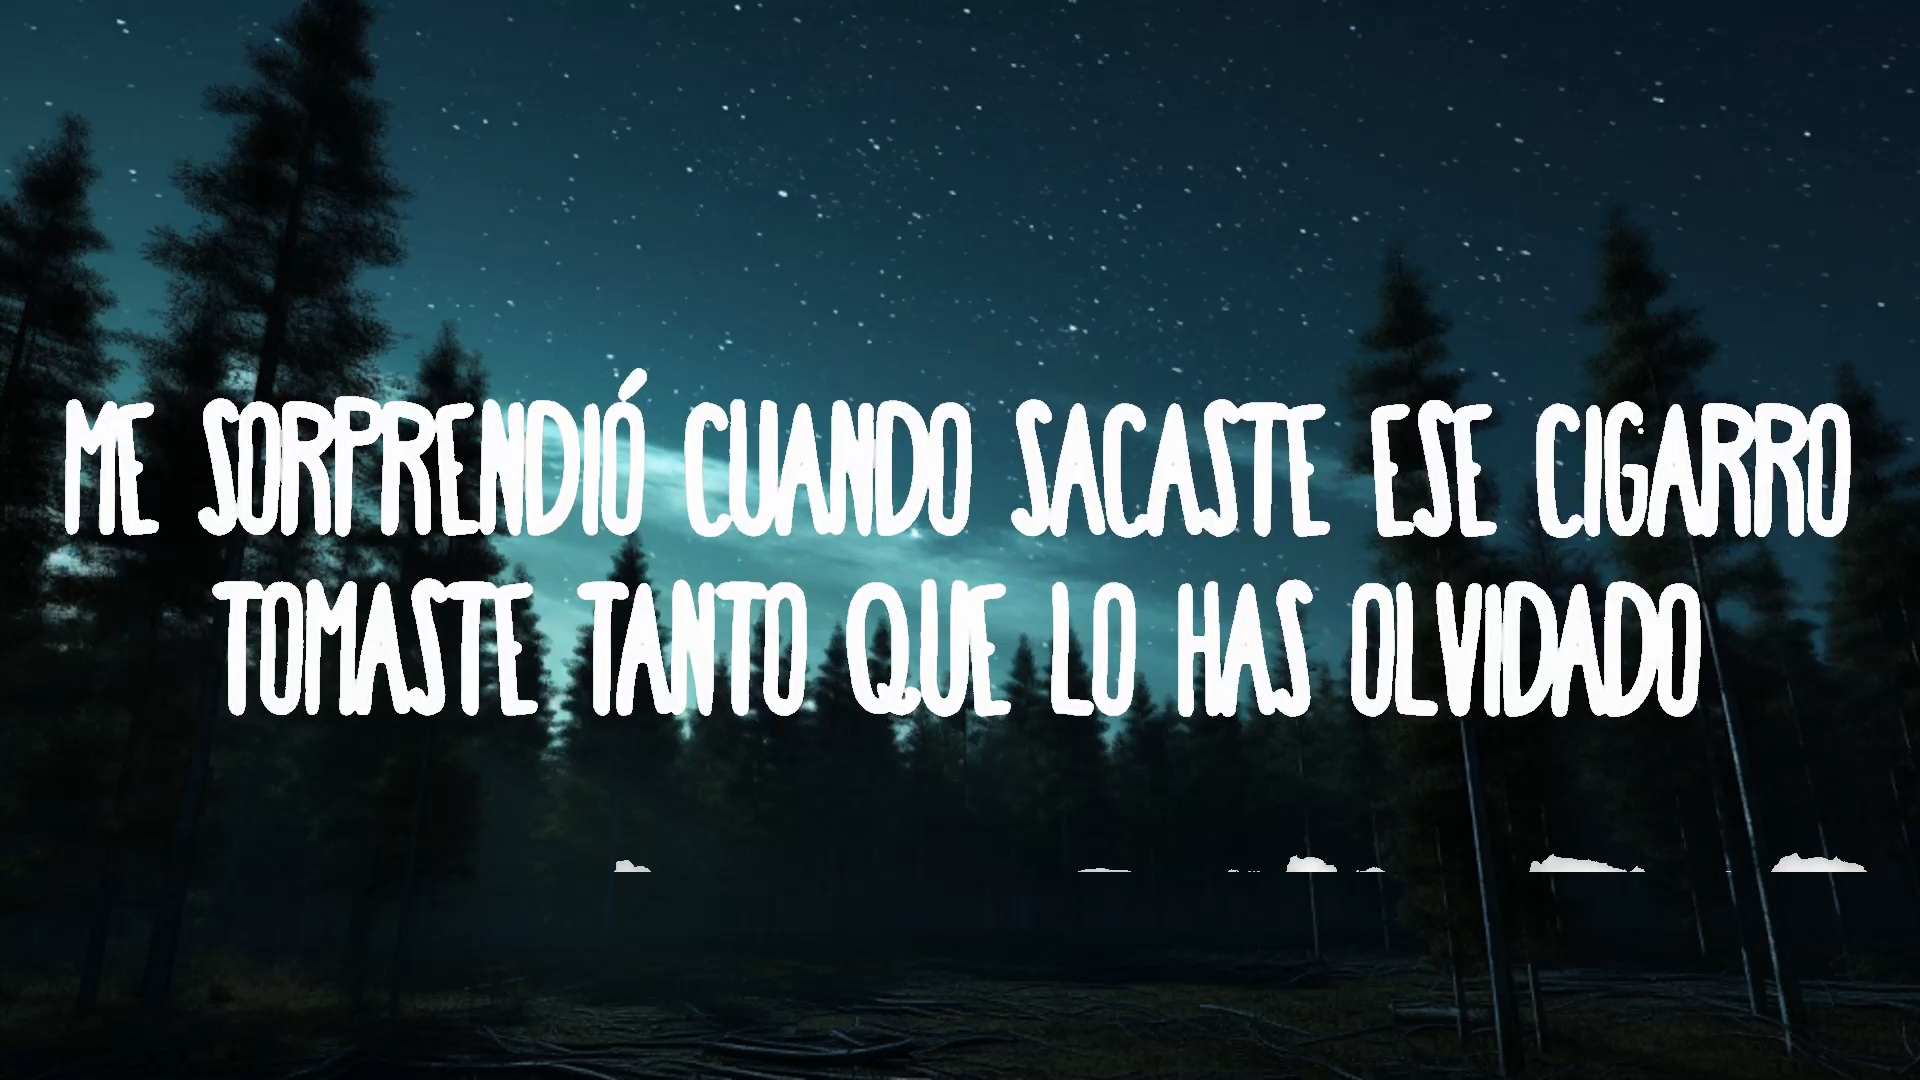 ME SORPRENDIÓ CUANDO SACASTE ESE CIGARRO
TOMASTE TANTO QUE LO HAS OLVIDADO